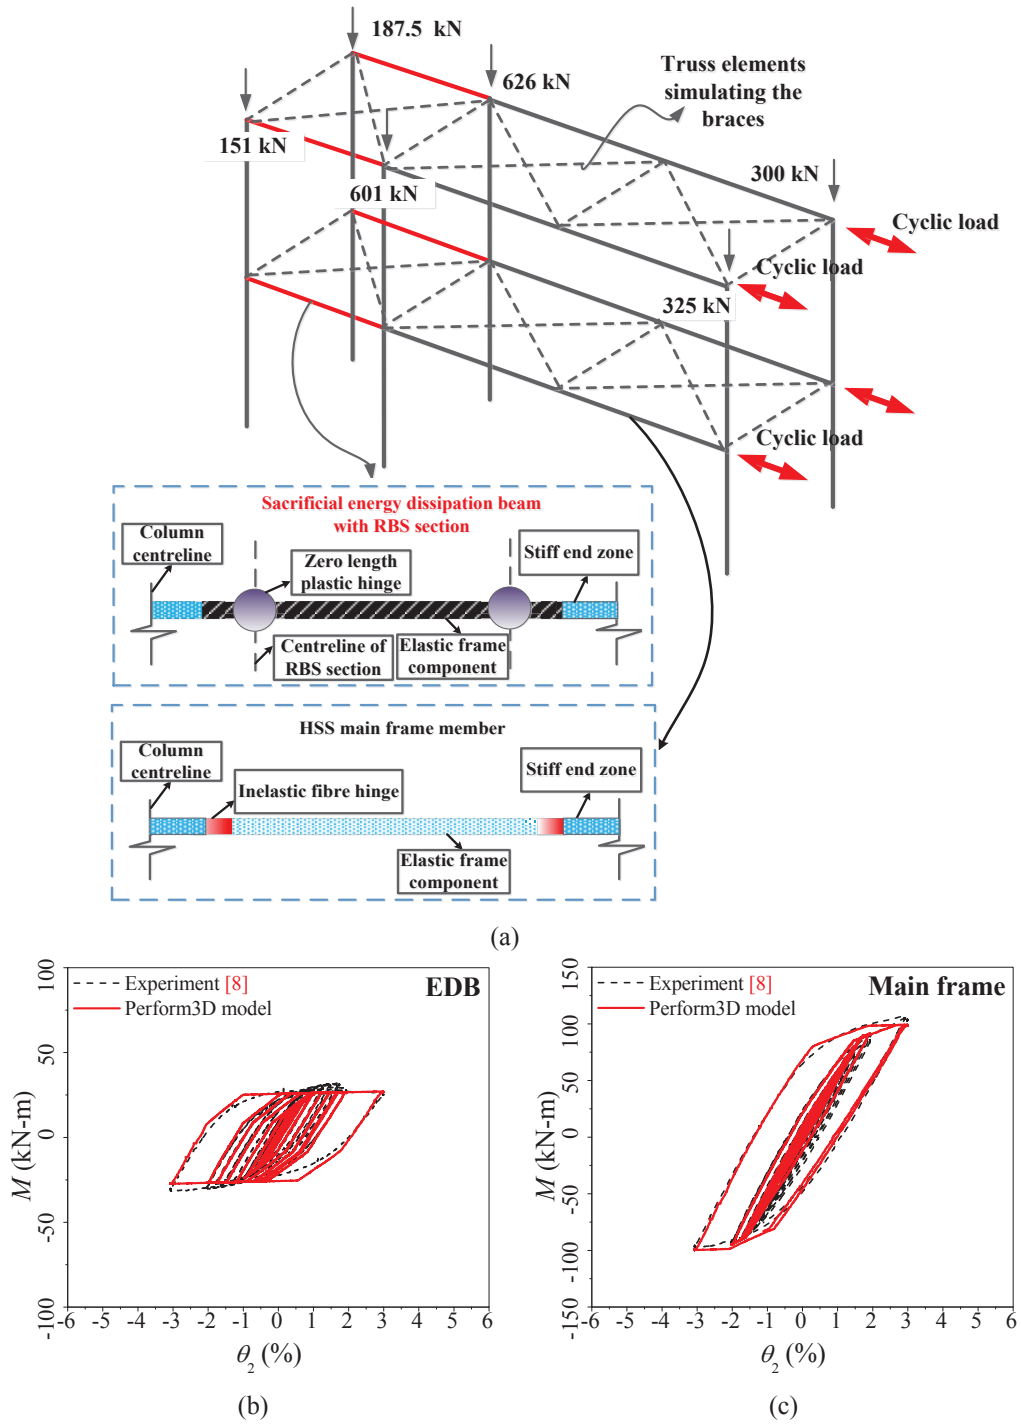 187.5 kN
626 kN
Truss elements
simulating the
braces
151 kN
601 kN
300 kN
Cyclic load
Cyclic load
325 kN
Cyclic load
Sacrificial energy dissipation beam
with RBS section
Column
centreline
Zero length
plastic hinge
Stiff end zone
Centreline of
RBS section
Elastic frame
component
HSS main frame member
Column
centreline
Inelastic fibre hinge
Stiff end zone
Elastic frame
component
(a)
100
50
25
0
-25
-50
-100
M (kN-m)
Experiment [8]
Perform3D model
EDB
-6 -5 -4 -3 -2 -1 0 1 2 3 4 5 6
θ2 (%)
(b)
150
100
50
0
-50
-100
-150
M (kN-m)
Experiment [8]
Perform3D model
Main frame
-6 -5 -4 -3 -2 -1 0 1 2 3 4 5 6
θ2 (%)
(c)